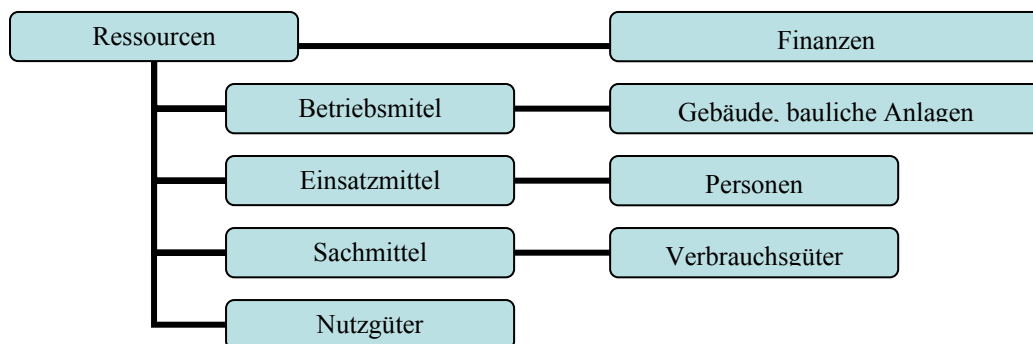 Ressourcen
Finanzen
Betriebsmitel
Gebäude, bauliche Anlagen
Einsatzmittel
Personen
Sachmittel
Verbrauchsgüter
Nutzgüter